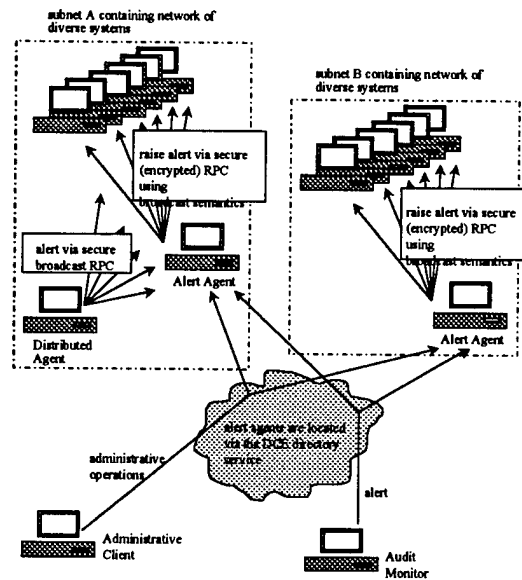 subnet A containing network of
diverse systems
subnet B containing network of
diverse systems
raise alert via secure
(encrypted) RPC
using
broadcast semantics
raise alert via secure
(encrypted) RPC
using
broadcast semantics
alert via secure
broadcast RPC
Alert Agent
Distributed
Agent
Alert Agent
alert agents are located
via the DCE directory
service
administrative
operations
alert
Administrative
Client
Audit
Monitor